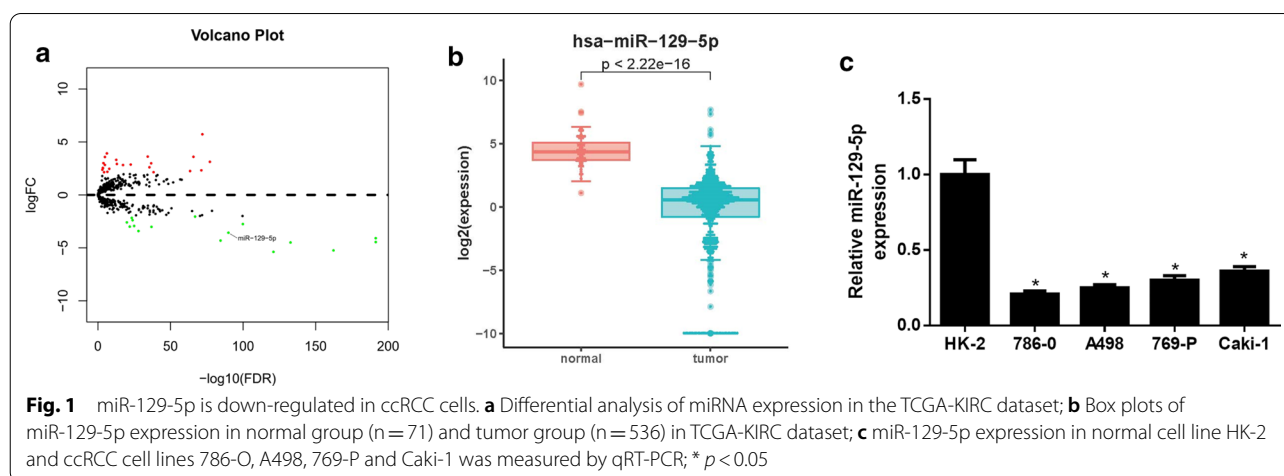 a
Volcano Plot
logFC
10
5
0
−5
−10
miR−129−5p
0
50
100
150
200
−log10(FDR)
b
hsa−miR−129−5p
p < 2.22e−16
log2(expession)
10
5
0
−5
−10
normal
tumor
c
Relative miR-129-5p
expression
1.5
1.0
0.5
0.0
*
*
*
*
HK-2
786-0
A498
769-P
Caki-1
Fig. 1 miR-129-5p is down-regulated in ccRCC cells. a Differential analysis of miRNA expression in the TCGA-KIRC dataset; b Box plots of
miR-129-5p expression in normal group (n = 71) and tumor group (n = 536) in TCGA-KIRC dataset; c miR-129-5p expression in normal cell line HK-2
and ccRCC cell lines 786-O, A498, 769-P and Caki-1 was measured by qRT-PCR; * p < 0.05